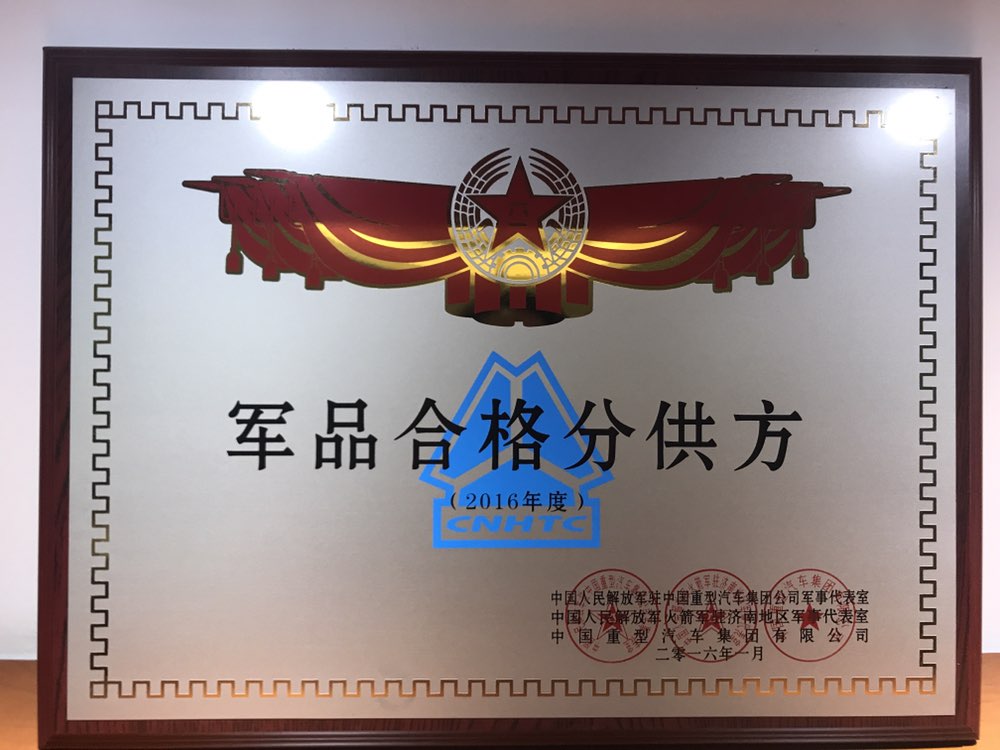 军品合格分供方
（2016年度）
CNHTC
中国人民解放军驻中国重型汽车集团公司军事代表室
中国人民解放军火箭军驻济南地区军事代表室
中国重型汽车集团有限公司
二零一六年一月